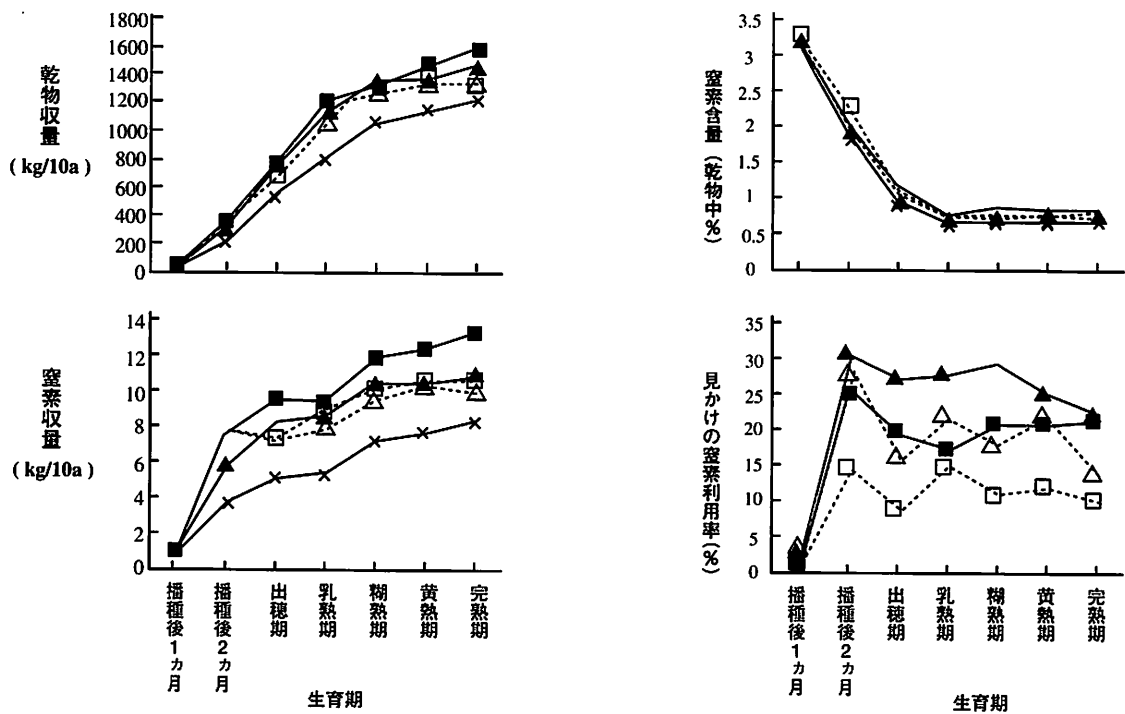 乾物収量
(kg/10a)
1800
1600
1400
1200
1000
800
600
400
200
0
窒素含量(乾物中%)
3.5
3
2.5
2
1.5
1
0.5
0
窒素収量
(kg/10a)
14
12
10
8
6
4
2
0
播種後1ヵ月
播種後2ヵ月
出穂期
乳熟期
糊熟期
黄熟期
完熟期
生育期
見かけの窒素利用率(%)
35
30
25
20
15
10
5
0
播種後1ヵ月
播種後2ヵ月
出穂期
乳熟期
糊熟期
黄熟期
完熟期
生育期